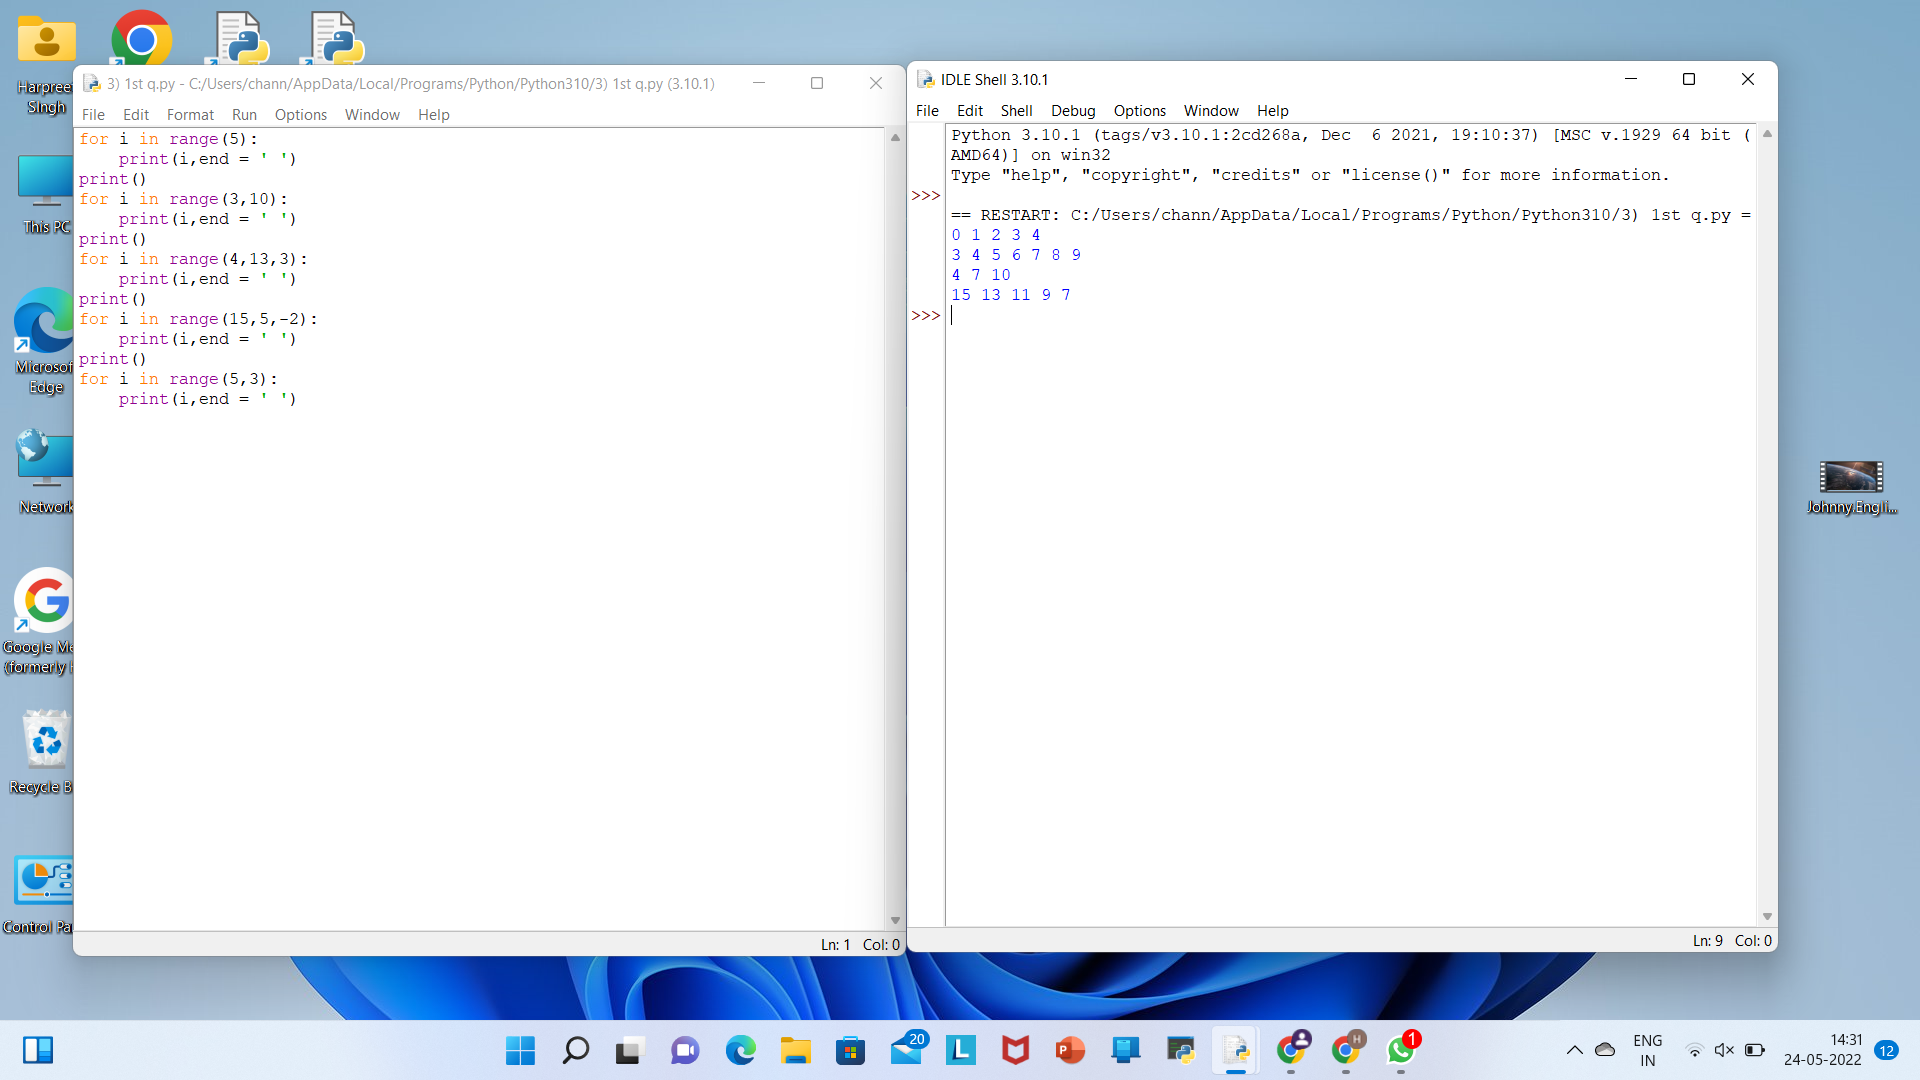 Harpree
SIngh
This PC
Microsof
Edge
Network
Google Me
(formerly H
Recycle B
Control Pa
3) 1st q.py - C:/Users/chann/AppData/Local/Programs/Python/Python310/3) 1st q.py (3.10.1)
File Edit Format Run Options Window Help
for i in range(5):
    print(i,end = ' ')
print()
for i in range(3,10):
    print(i,end = ' ')
print()
for i in range(4,13,3):
    print(i,end = ' ')
print()
for i in range(15,5,-2):
    print(i,end = ' ')
print()
for i in range(5,3):
    print(i,end = ' ')
Ln: 1 Col: 0
IDLE Shell 3.10.1
File Edit Shell Debug Options Window Help
Python 3.10.1 (tags/v3.10.1:2cd268a, Dec  6 2021, 19:10:37) [MSC v.1929 64 bit (
AMD64)] on win32
Type "help", "copyright", "credits" or "license()" for more information.
>>>
== RESTART: C:/Users/chann/AppData/Local/Programs/Python/Python310/3) 1st q.py =
0 1 2 3 4
3 4 5 6 7 8 9
4 7 10
15 13 11 9 7
>>>
Ln: 9 Col: 0
Johnny.Engli...
20
L
P
H
1
ENG
IN
14:31
24-05-2022
12